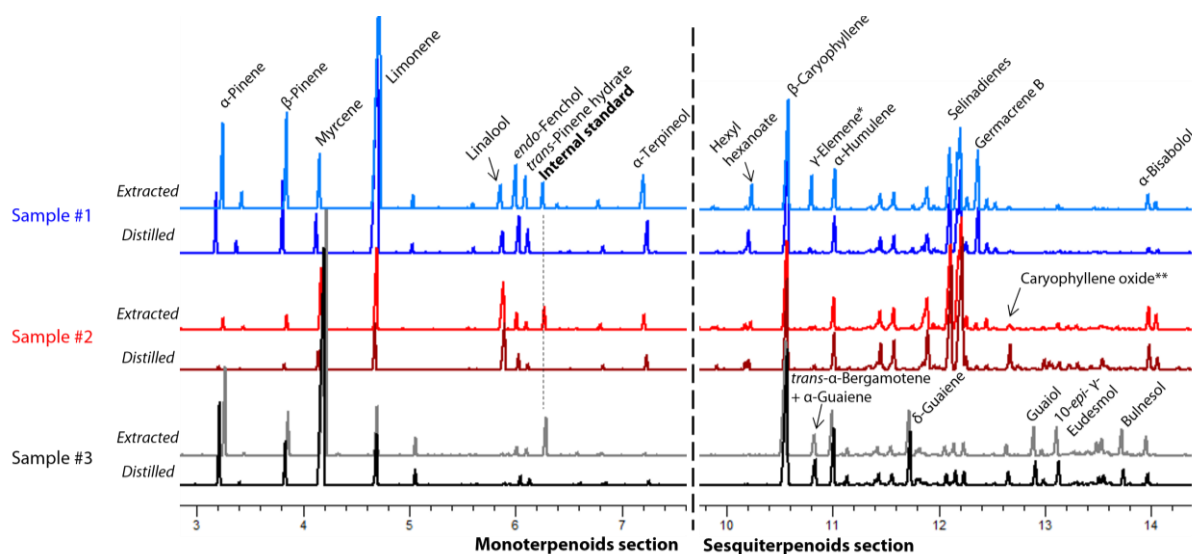 α-Pinene
β-Pinene
Myrcene
Limonene
Linalool
endo-Fenchol
trans-Pinene hydrate
Internal standard
α-Terpineol
Hexyl
hexanoate
β-Caryophyllene
γ-Elemene*
α-Humulene
Selinadienes
Germacrene B
α-Bisabolol
Sample #1
Extracted
Distilled
Sample #2
Extracted
Distilled
Caryophyllene oxide**
trans-α-Bergamotene
+ α-Guaiene
δ-Guaiene
Guaiol
10-epi- γ-
Eudesmol
Bulnesol
Sample #3
Extracted
Distilled
3 4 5 6 7 10 11 12 13 14
Monoterpenoids section Sesquiterpenoids section